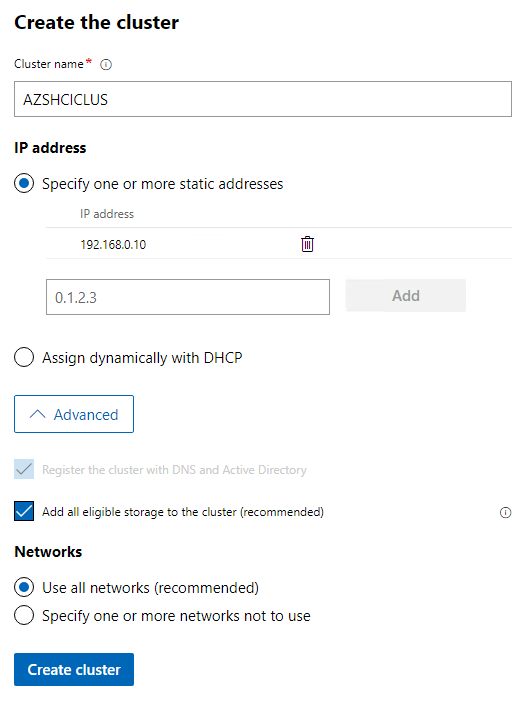 Create the cluster
Cluster name*
AZSHCICLUS
IP address
Specify one or more static addresses
IP address
192.168.0.10
0.1.2.3 Add
Assign dynamically with DHCP
Advanced
Register the cluster with DNS and Active Directory
Add all eligible storage to the cluster (recommended)
Networks
Use all networks (recommended)
Specify one or more networks not to use
Create cluster